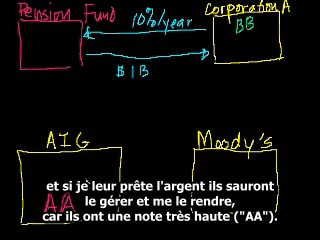 Pension Fund
10%/year
Corporation A
BB
$ 1B
AIG
Moody's
AA
et si je leur prête l'argent ils sauront
le gérer et me le rendre,
car ils ont une note très haute ("AA").